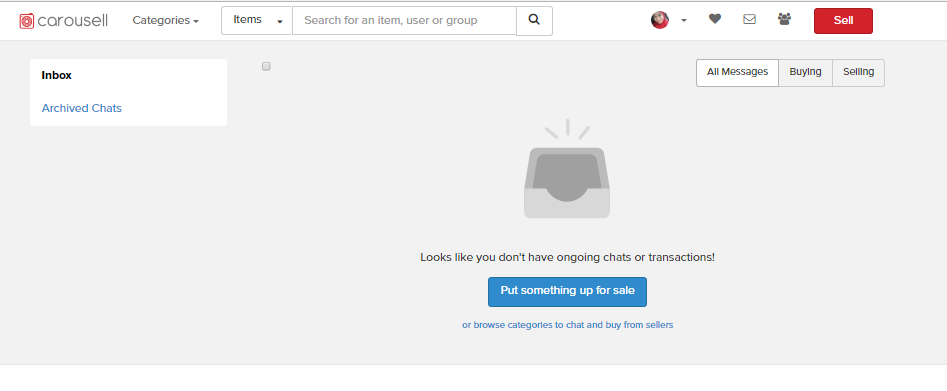 carousell Categories Items Search for an item, user or group Sell
Inbox
Archived Chats
All Messages Buying Selling
Looks like you don't have ongoing chats or transactions!
Put something up for sale
or browse categories to chat and buy from sellers